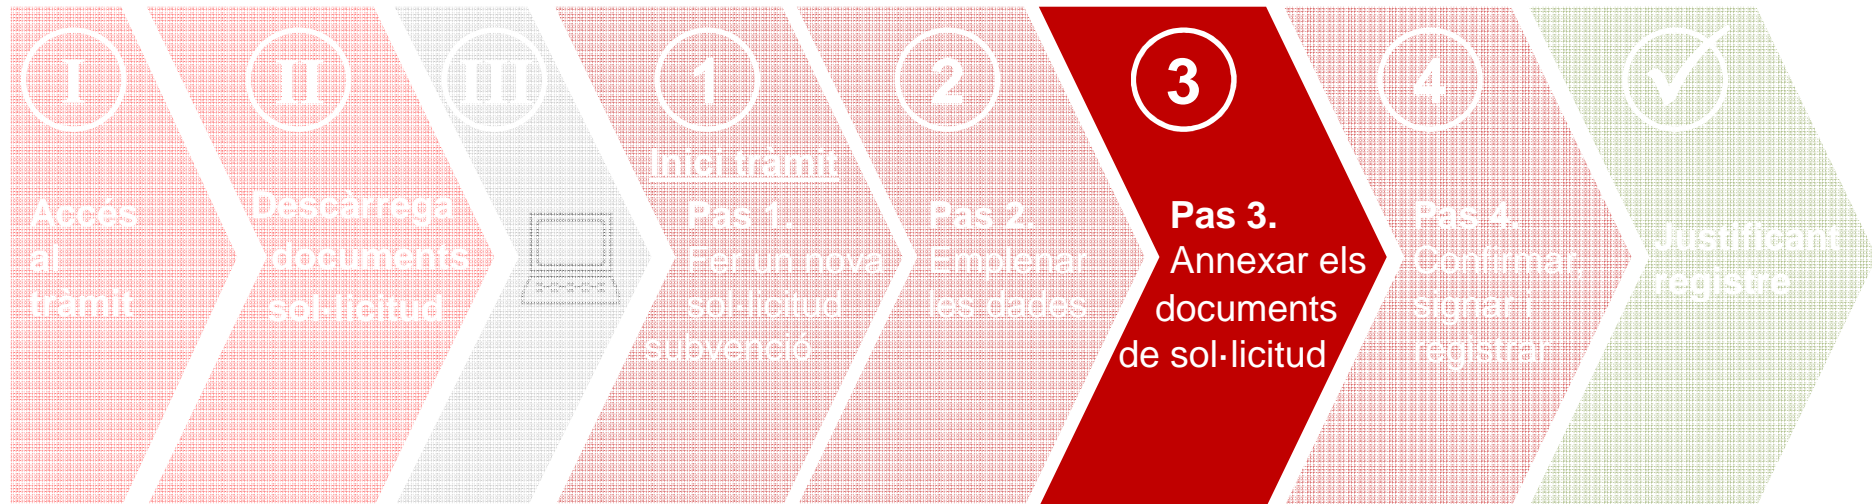 I
Accés
al
tràmit
II
Descàrrega
documents
sol·licitud
III
1
Inici tràmit
Pas 1.
Fer un nova
sol·licitud
subvenció
2
Pas 2.
Emplenar
les dades
3
Pas 3.
Annexar els
documents
de sol·licitud
4
Pas 4.
Confirmar,
signar i
registrar
Justificant
registre